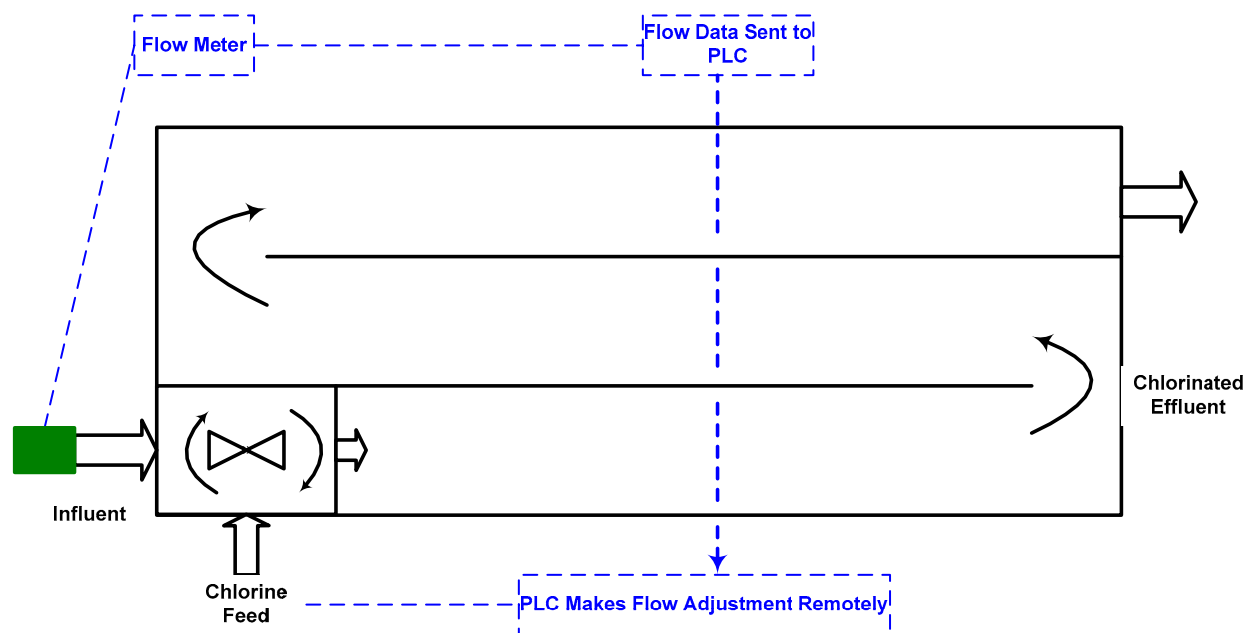 Flow Meter
Flow Data Sent to
PLC
Chlorinated
Effluent
Influent
Chlorine
Feed
PLC Makes Flow Adjustment Remotely